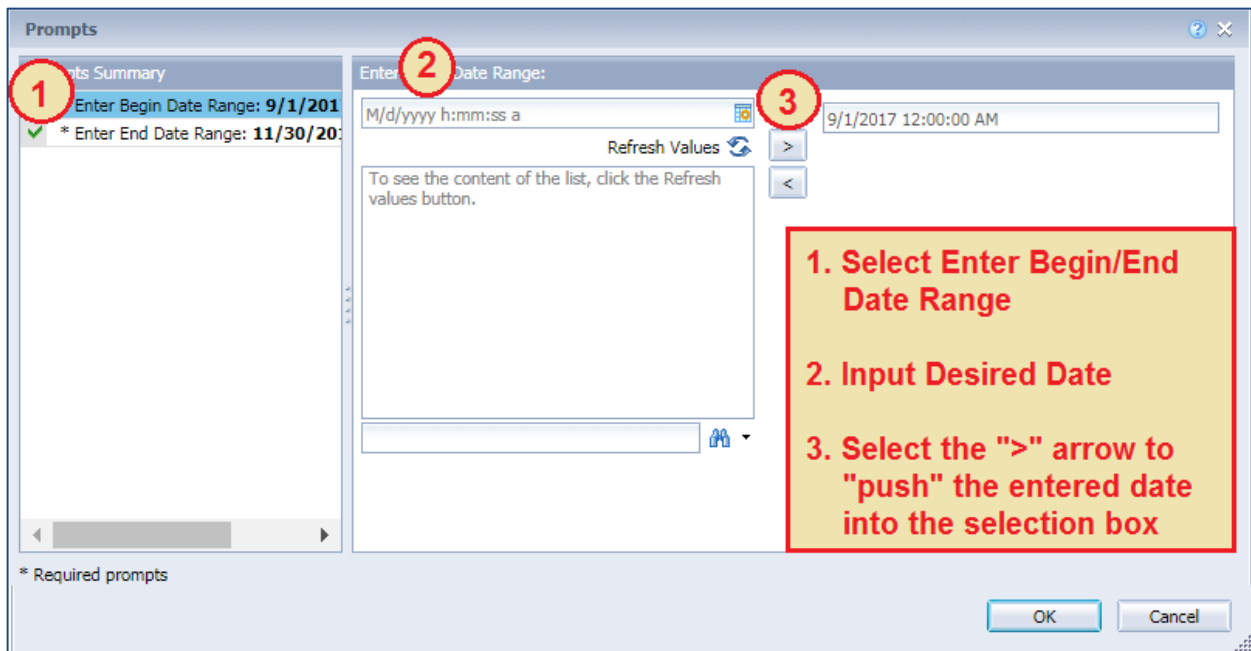 Prompts
pts Summary
Enter Date Range:
1
2
3
Enter Begin Date Range: 9/1/201
* Enter End Date Range: 11/30/201
M/d/yyyy h:mm:ss a
Refresh Values
To see the content of the list, click the Refresh
values button.
>
<
9/1/2017 12:00:00 AM
1. Select Enter Begin/End
Date Range
2. Input Desired Date
3. Select the ">" arrow to
"push" the entered date
into the selection box
* Required prompts
OK
Cancel